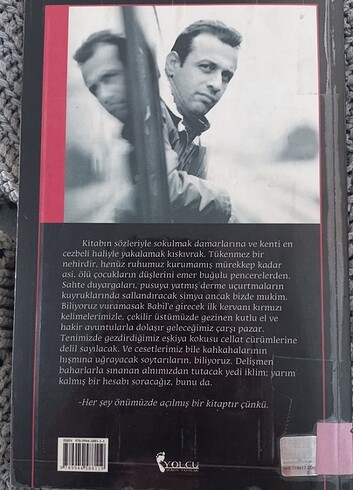 Kitabın sözleriyle sokulmak damarlarına ve kenti en
cezbeli haliyle yakalamak kıskıvrak. Tükenmez bir
nehirdir, henüz ruhumuz kurumamış mürekkep kadar
asi, ölü çocukların düşlerini emer buğulu pencerelerden.
Sahte duyargaları, pusuya yatmış derme uçurtmaların
kuyruklarında sallandıracak simya ancak bizde mukim.
Biliyoruz vuramasak Babil'e girecek ilk kervanı kırmızı
kelimelerimizle, çekilir üstümüzde gezinen kutlu el ve
hakir avuntularla dolaşır geleceğimiz çarşı pazar.
Tenimizde gezdirdiğimiz eşkiya kokusu cellat cürümlerine
delil sayılacak. Ve cesetlerimiz bile kahkahalarının
hışmına uğrayacak soytarıların, biliyoruz. Delişmen
baharlarla sınanan alnımızdan tutacak yedi iklim; yarım
kalmış bir hesabı soracağız, bunu da.
-Her şey önümüzde açılmış bir kitaptır çünkü.
YOLCU